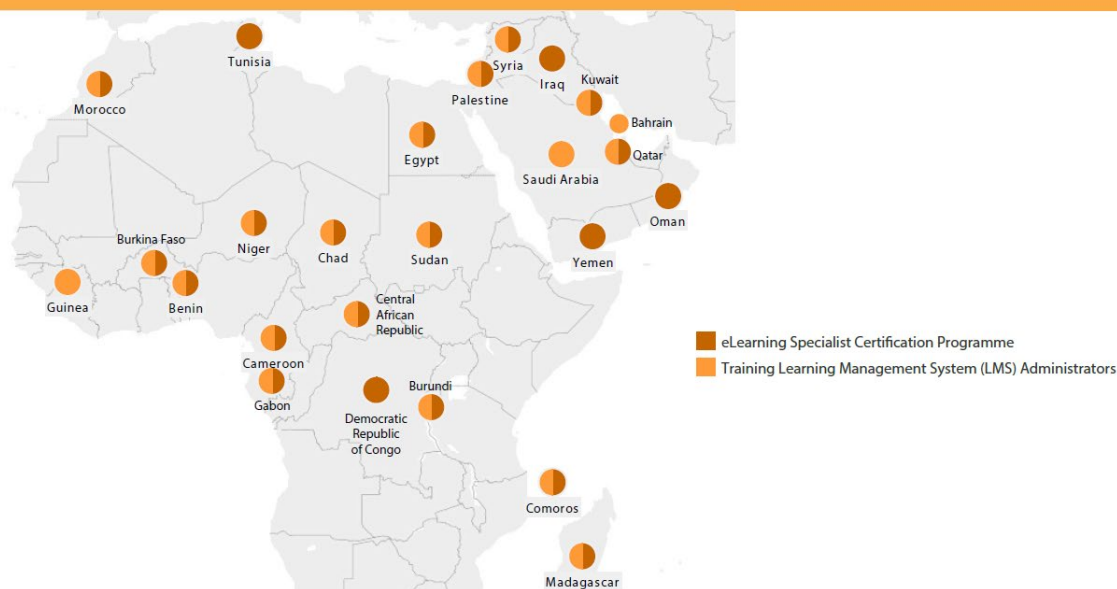 Tunisia
Syria
Iraq
Kuwait
Palestine
Morocco
Bahrain
Egypt
Qatar
Saudi Arabia
Oman
Burkina Faso
Niger
Chad
Sudan
Yemen
Guinea
Benin
Central
African
Republic
eLearning Specialist Certification Programme
Training Learning Management System (LMS) Administrators
Cameroon
Burundi
Gabon
Democratic
Republic
of Congo
Comoros
Madagascar